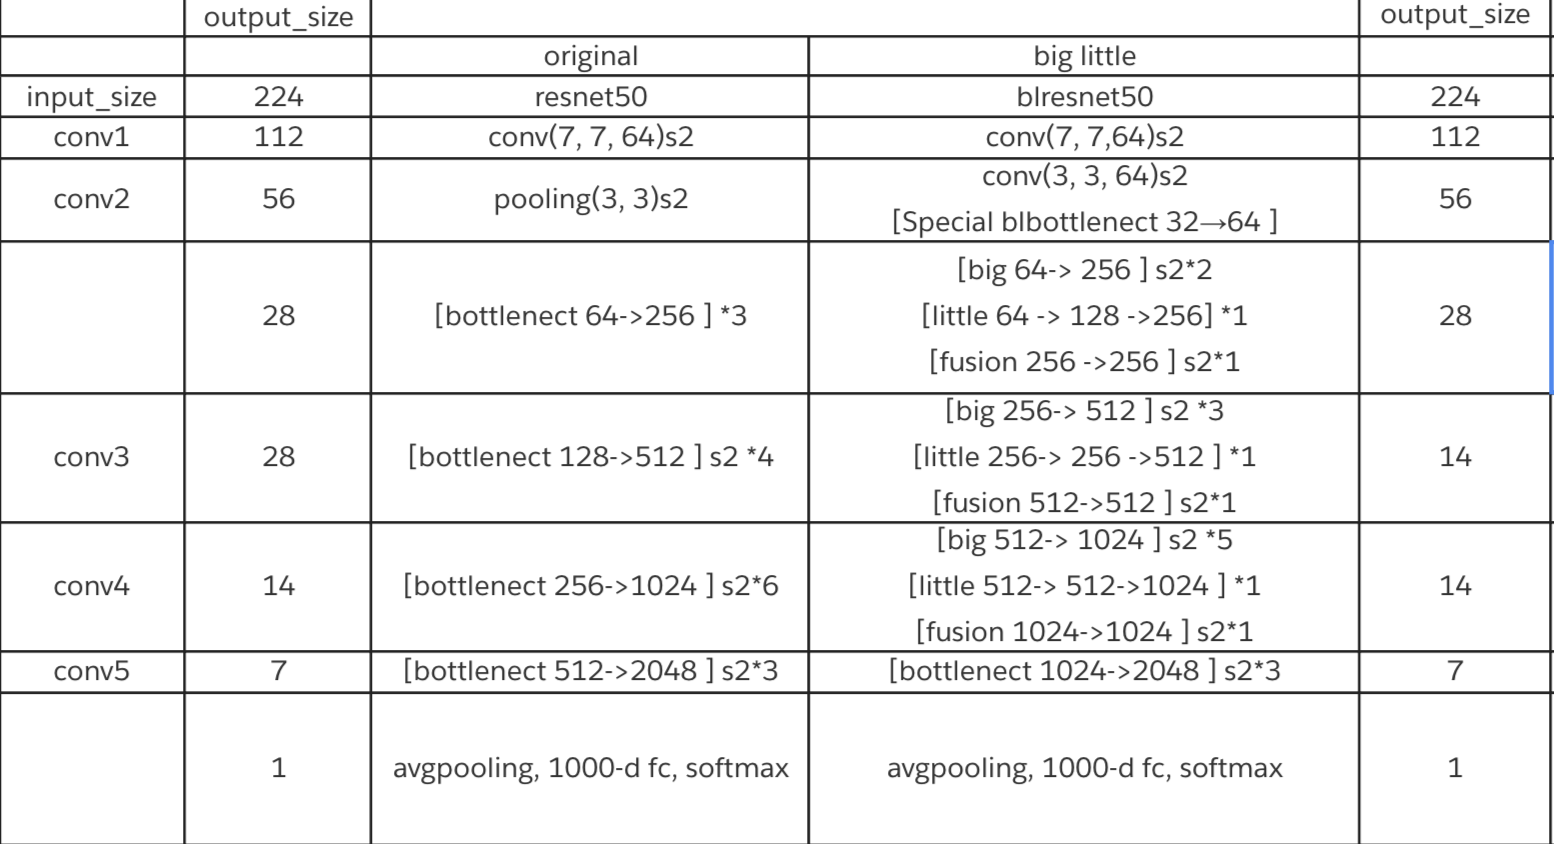 output_size
output_size
original
big little
input_size
224
resnet50
blresnet50
224
conv1
112
conv(7, 7, 64)s2
conv(7, 7,64)s2
112
conv2
56
pooling(3, 3)s2
conv(3, 3, 64)s2
[Special blbottlenect 32→64 ]
56
28
[bottlenect 64->256 ] *3
[big 64-> 256 ] s2*2
[little 64 -> 128 ->256] *1
[fusion 256 ->256 ] s2*1
28
conv3
28
[bottlenect 128->512 ] s2 *4
[big 256-> 512 ] s2 *3
[little 256-> 256 ->512 ] *1
[fusion 512->512 ] s2*1
14
conv4
14
[bottlenect 256->1024 ] s2*6
[big 512-> 1024 ] s2 *5
[little 512-> 512->1024 ] *1
[fusion 1024->1024 ] s2*1
14
conv5
7
[bottlenect 512->2048 ] s2*3
[bottlenect 1024->2048 ] s2*3
7
1
avgpooling, 1000-d fc, softmax
avgpooling, 1000-d fc, softmax
1